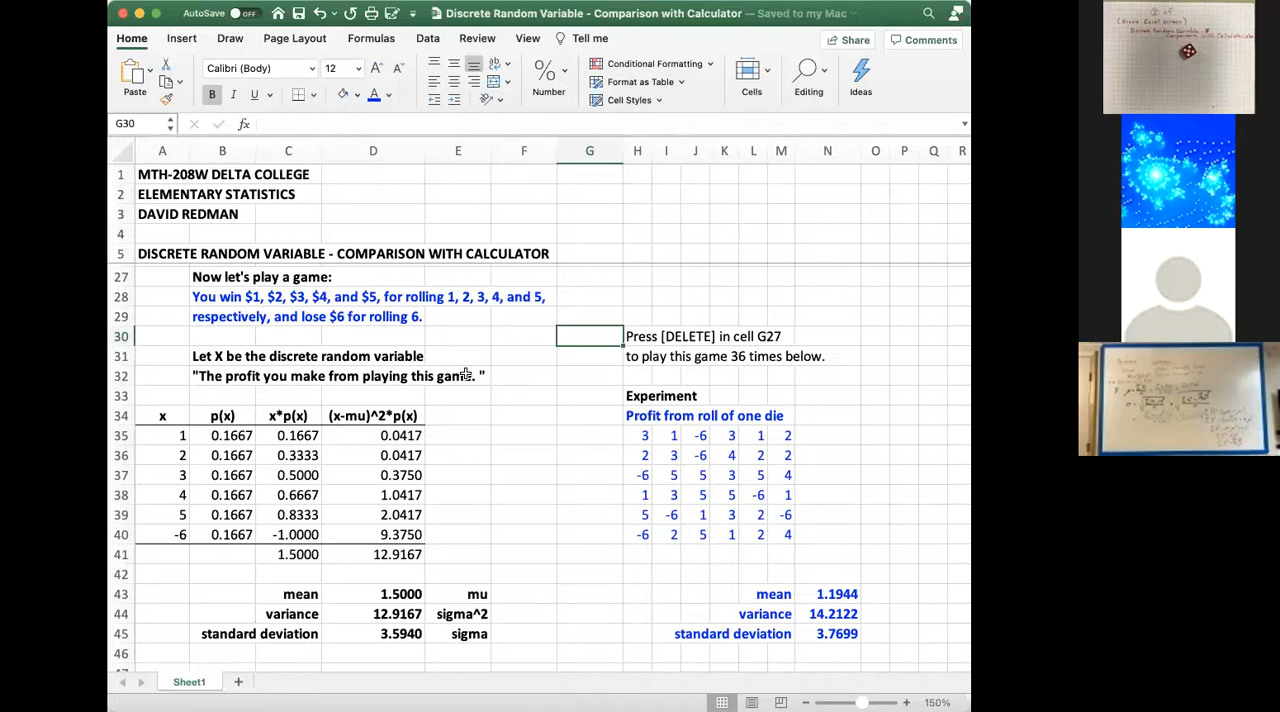 AutoSave OFF Discrete Random Variable - Comparison with Calculator — Saved to my Mac
Home Insert Draw Page Layout Formulas Data Review View Tell me Share Comments
Paste Calibri (Body) 12 A^ A˅ B I U A Number Conditional Formatting Format as Table Cell Styles Cells Editing Ideas
G30 fx
A B C D E F G H I J K L M N O P Q R
1 MTH-208W DELTA COLLEGE
2 ELEMENTARY STATISTICS
3 DAVID REDMAN
4
5 DISCRETE RANDOM VARIABLE - COMPARISON WITH CALCULATOR
27 Now let's play a game:
28 You win $1, $2, $3, $4, and $5, for rolling 1, 2, 3, 4, and 5,
29 respectively, and lose $6 for rolling 6.
30 Press [DELETE] in cell G27
31 Let X be the discrete random variable to play this game 36 times below.
32 "The profit you make from playing this game. "
33 Experiment
34 x p(x) x*p(x) (x-mu)^2*p(x) Profit from roll of one die
35 1 0.1667 0.1667 0.0417 3 1 -6 3 1 2
36 2 0.1667 0.3333 0.0417 2 3 -6 4 2 2
37 3 0.1667 0.5000 0.3750 -6 5 5 3 5 4
38 4 0.1667 0.6667 1.0417 1 3 5 5 -6 1
39 5 0.1667 0.8333 2.0417 5 -6 1 3 2 -6
40 -6 0.1667 -1.0000 9.3750 -6 2 5 1 2 4
41 1.5000 12.9167
42
43 mean 1.5000 mu mean 1.1944
44 variance 12.9167 sigma^2 variance 14.2122
45 standard deviation 3.5940 sigma standard deviation 3.7699
46
Sheet1 +
150%
(Share Excel screen)
Discrete Random Variable -
Comparison with Calculator.xlsx